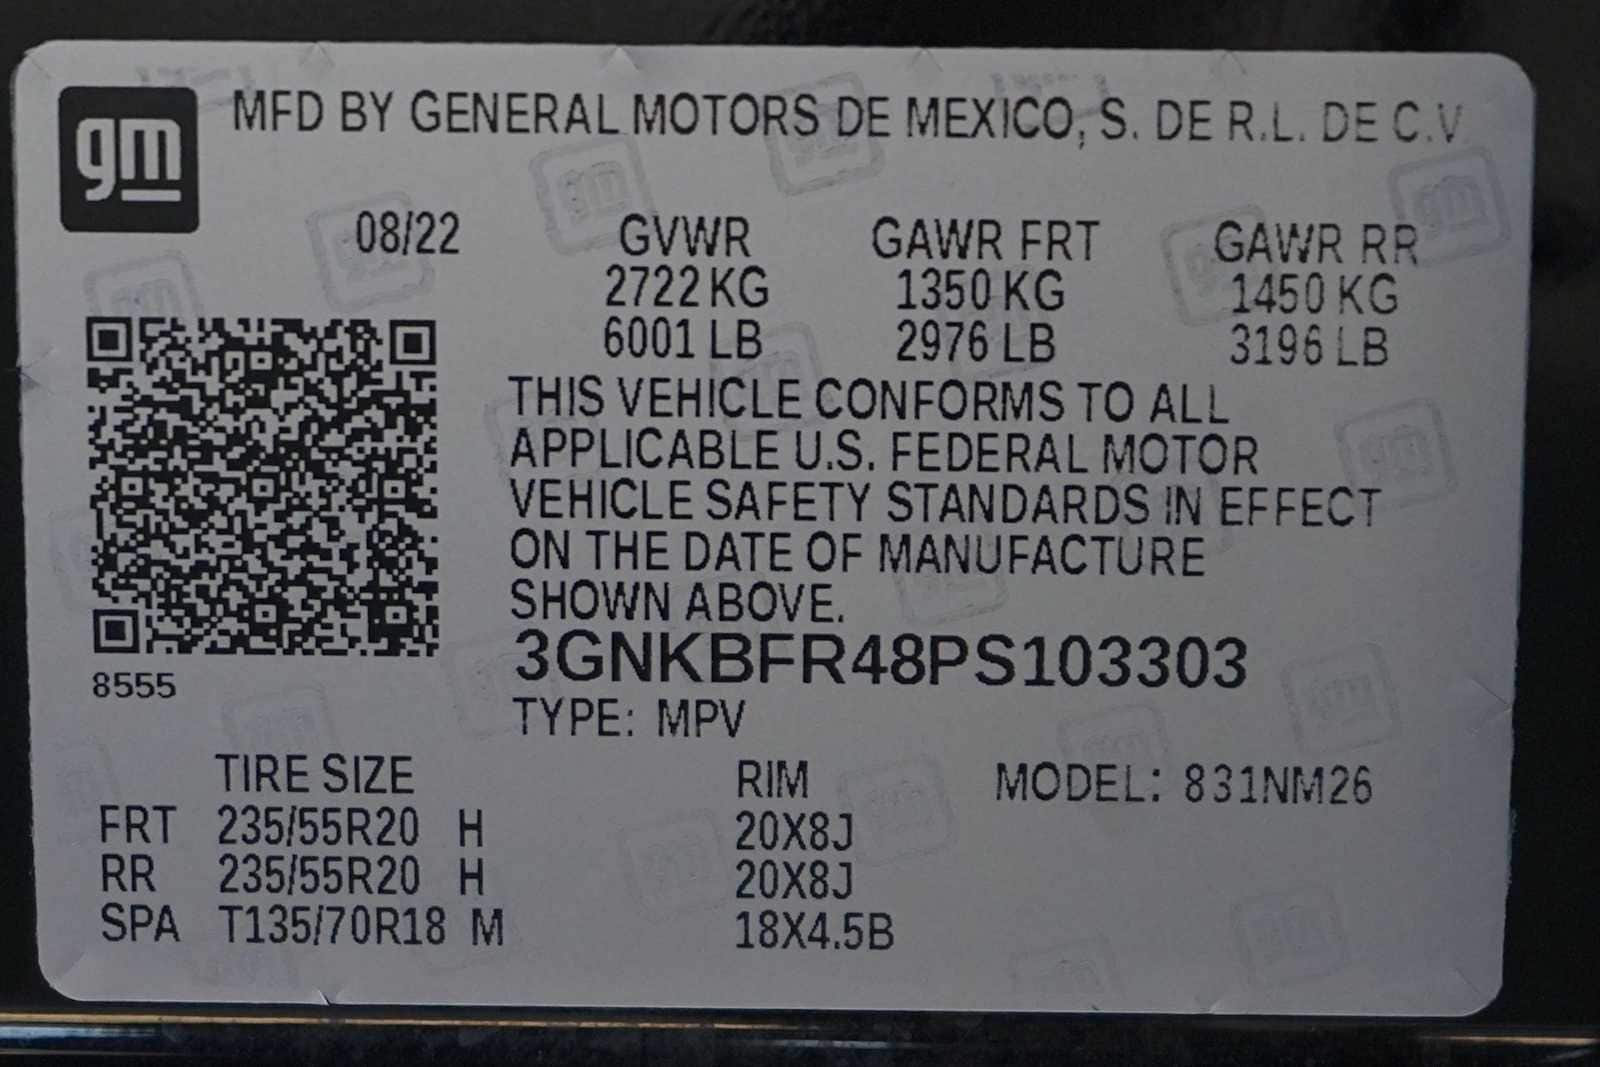 gm
MFD BY GENERAL MOTORS DE MEXICO, S. DE R.L. DE C.V
08/22 GVWR GAWR FRT GAWR RR
2722 KG 1350 KG 1450 KG
6001 LB 2976 LB 3196 LB
THIS VEHICLE CONFORMS TO ALL
APPLICABLE U.S. FEDERAL MOTOR
VEHICLE SAFETY STANDARDS IN EFFECT
ON THE DATE OF MANUFACTURE
SHOWN ABOVE.
3GNKBFR48PS103303
8555
TYPE: MPV
TIRE SIZE RIM MODEL: 831NM26
FRT 235/55R20 H 20X8J
RR 235/55R20 H 20X8J
SPA T135/70R18 M 18X4.5B